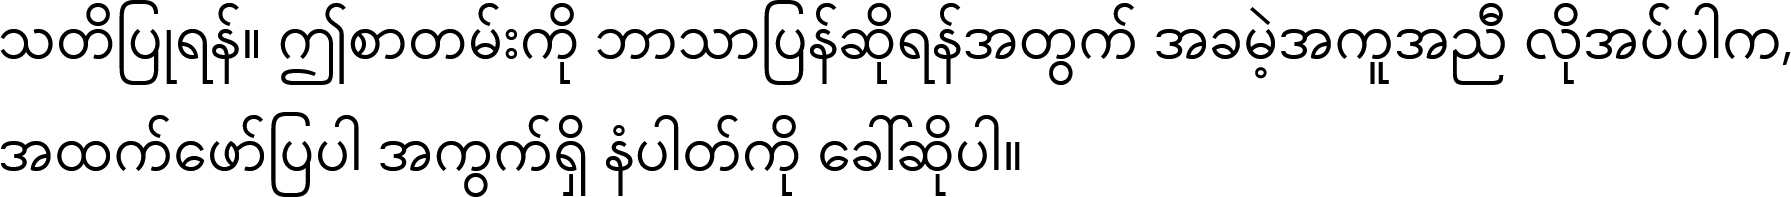 သတိပြုရန်။ ဤစာတမ်းကို ဘာသာပြန်ဆိုရန်အတွက် အခမဲ့အကူအညီ လိုအပ်ပါက,
အထက်ဖော်ပြပါ အကွက်ရှိ နံပါတ်ကို ခေါ်ဆိုပါ။